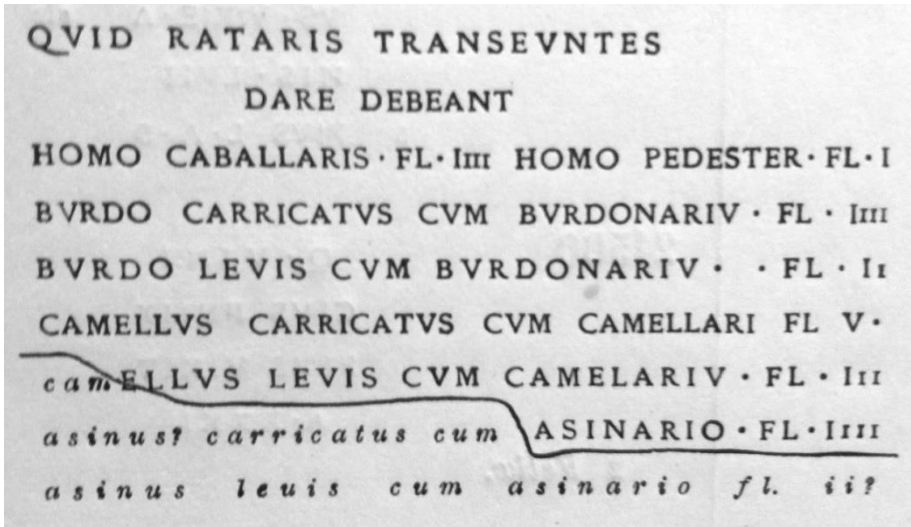 QVID RATARIS TRANSEVNTES
DARE DEBEANT
HOMO CABALLARIS · FL · IIII HOMO PEDESTER · FL · I
BVRDO CARRICATVS CVM BVRDONARIV · FL · IIII
BVRDO LEVIS CVM BVRDONARIV · · FL · II
CAMELLVS CARRICATVS CVM CAMELLARI FL V ·
camELLVS LEVIS CVM CAMELARIV · FL · III
asinus? carricatus cum ASINARIO · FL · IIII
asinus leuis cum asinario fl. ii?